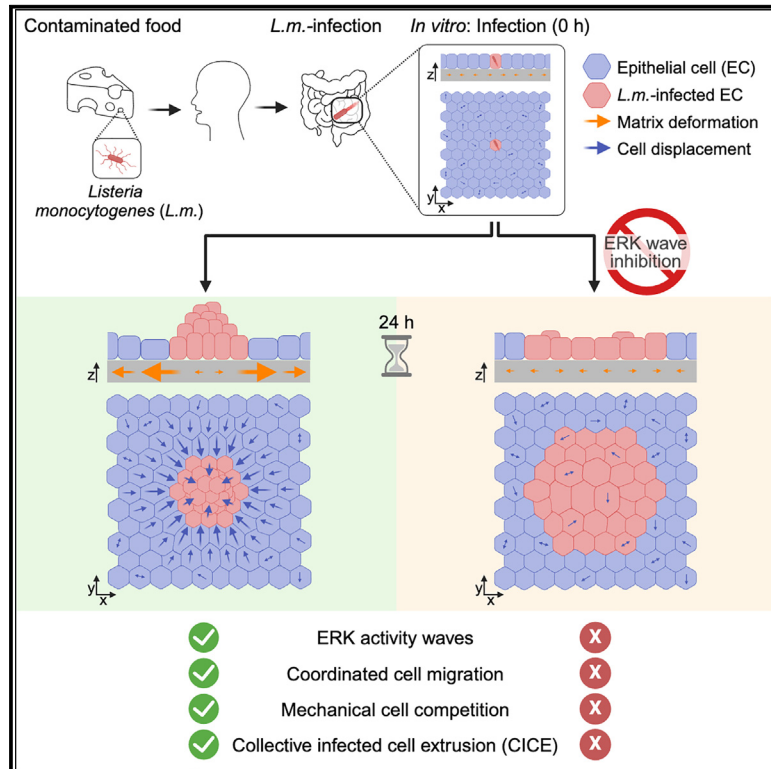 Contaminated food
L.m.-infection
In vitro: Infection (0 h)
Listeria
monocytogenes (L.m.)
z
y
x
Epithelial cell (EC)
L.m.-infected EC
Matrix deformation
Cell displacement
ERK wave
inhibition
24 h
z
z
y
x
y
x
ERK activity waves
X
Coordinated cell migration
X
Mechanical cell competition
X
Collective infected cell extrusion (CICE)
X